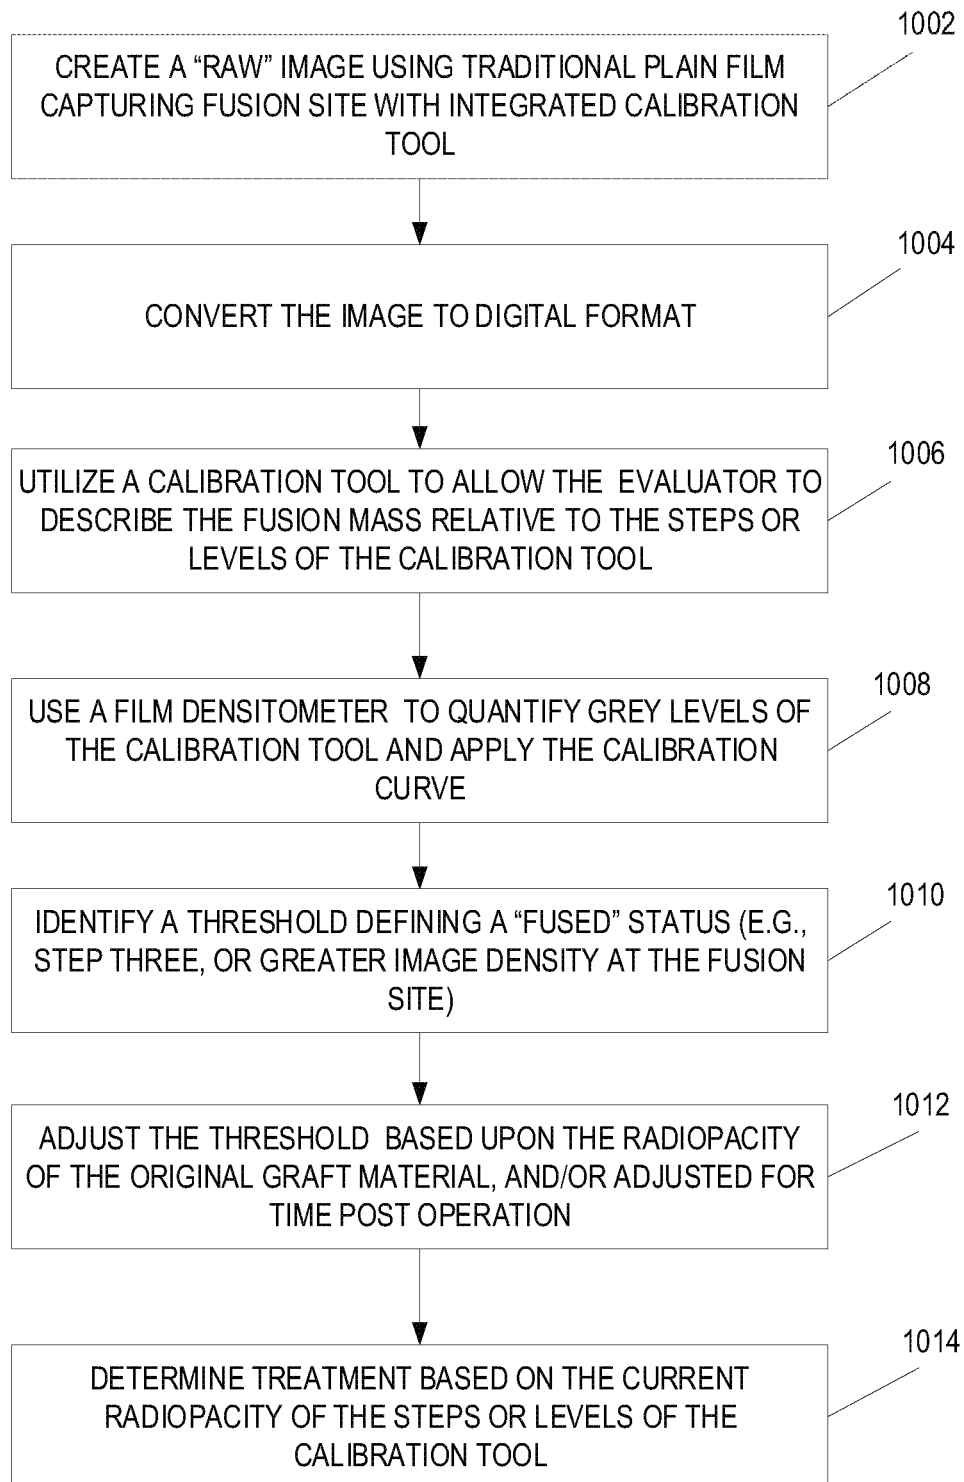 1002
CREATE A “RAW” IMAGE USING TRADITIONAL PLAIN FILM
CAPTURING FUSION SITE WITH INTEGRATED CALIBRATION
TOOL
1004
CONVERT THE IMAGE TO DIGITAL FORMAT
1006
UTILIZE A CALIBRATION TOOL TO ALLOW THE EVALUATOR TO
DESCRIBE THE FUSION MASS RELATIVE TO THE STEPS OR
LEVELS OF THE CALIBRATION TOOL
1008
USE A FILM DENSITOMETER TO QUANTIFY GREY LEVELS OF
THE CALIBRATION TOOL AND APPLY THE CALIBRATION
CURVE
1010
IDENTIFY A THRESHOLD DEFINING A “FUSED” STATUS (E.G.,
STEP THREE, OR GREATER IMAGE DENSITY AT THE FUSION
SITE)
1012
ADJUST THE THRESHOLD BASED UPON THE RADIOPACITY
OF THE ORIGINAL GRAFT MATERIAL, AND/OR ADJUSTED FOR
TIME POST OPERATION
1014
DETERMINE TREATMENT BASED ON THE CURRENT
RADIOPACITY OF THE STEPS OR LEVELS OF THE
CALIBRATION TOOL